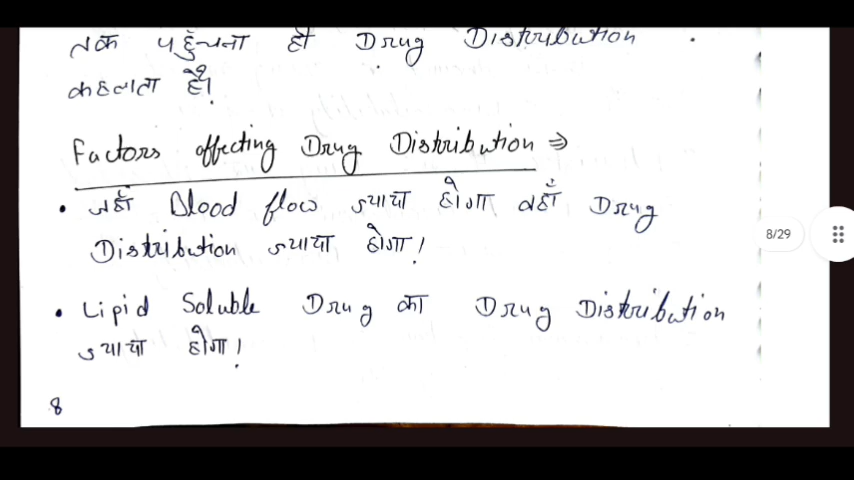 तक पहुँचना ही Drug Distribution
कहलाता है।
Factors affecting Drug Distribution ⇒
• जहाँ Blood flow ज्यादा होगा वहाँ Drug
Distribution ज्यादा होगा!
• Lipid Soluble Drug का Drug Distribution
ज्यादा होगा!
8
8/29